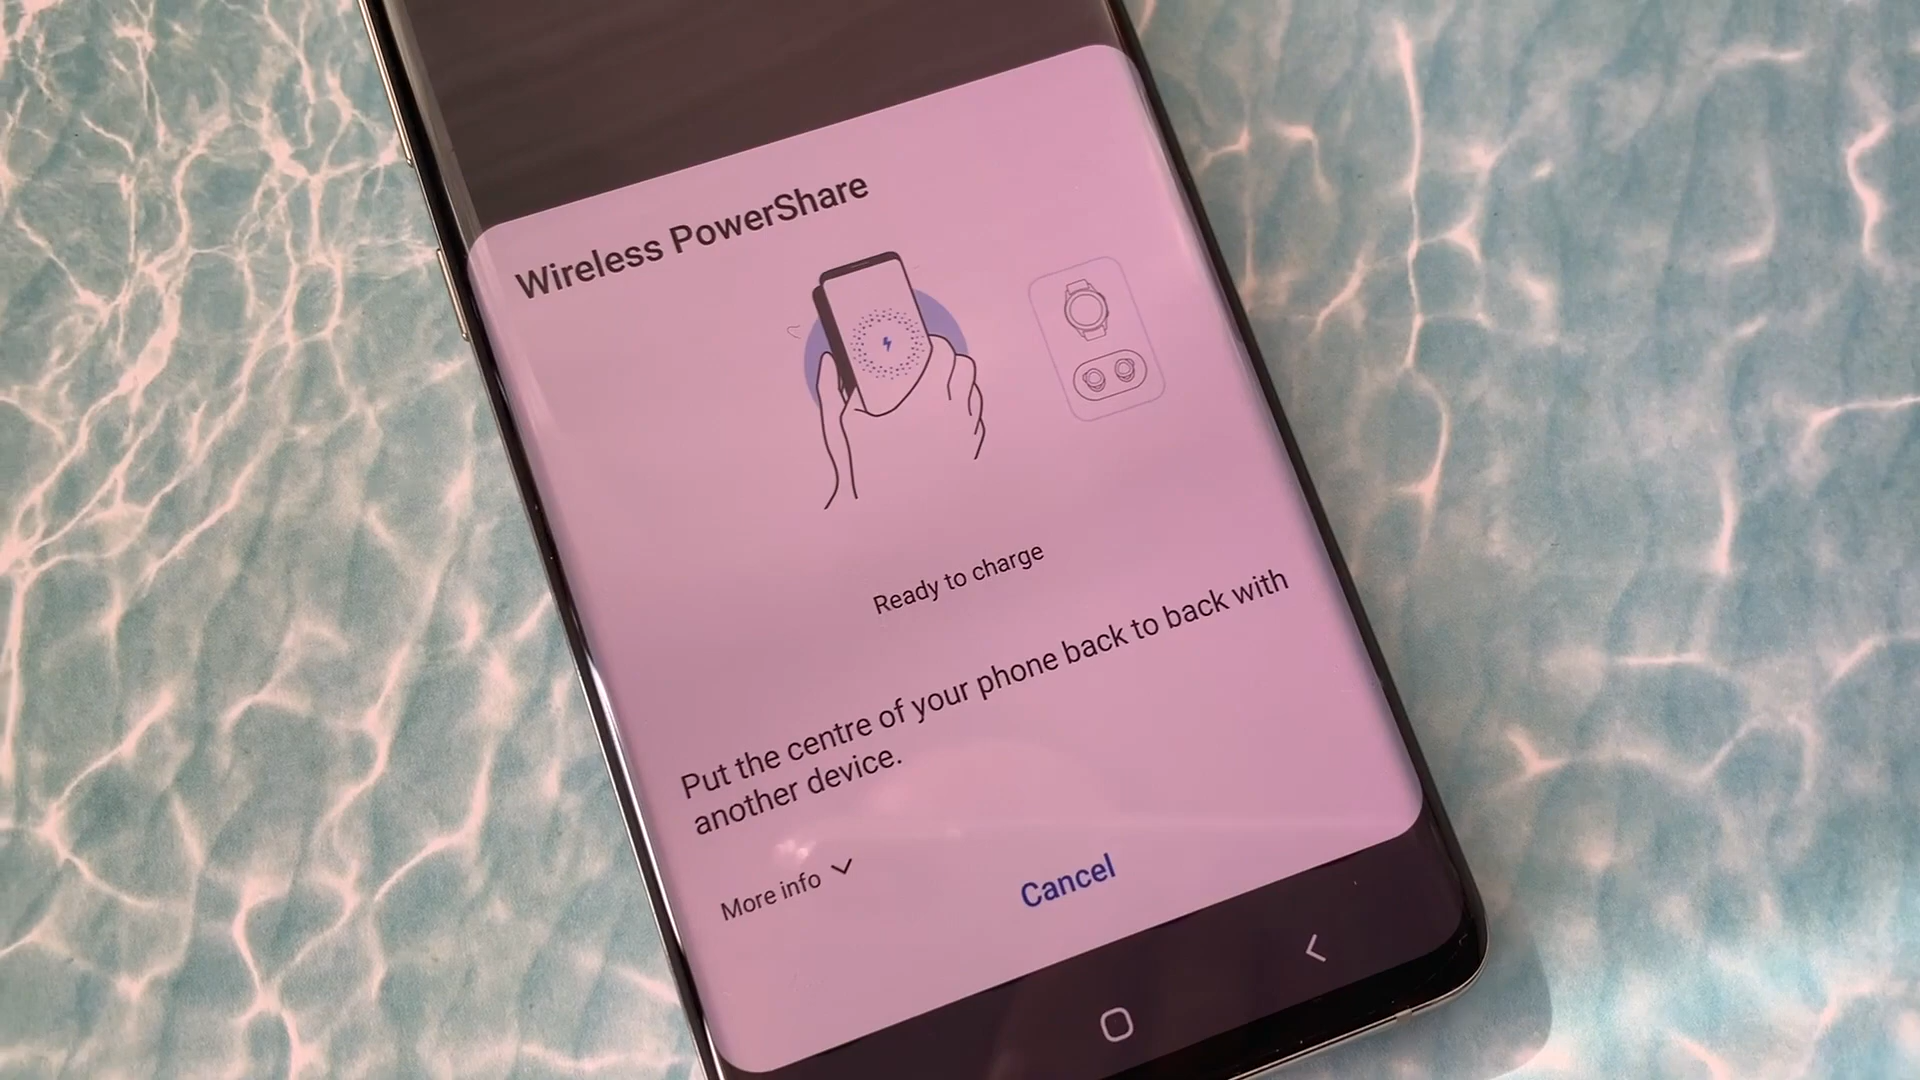 Wireless PowerShare
Ready to charge
Put the centre of your phone back to back with
another device.
More info
Cancel